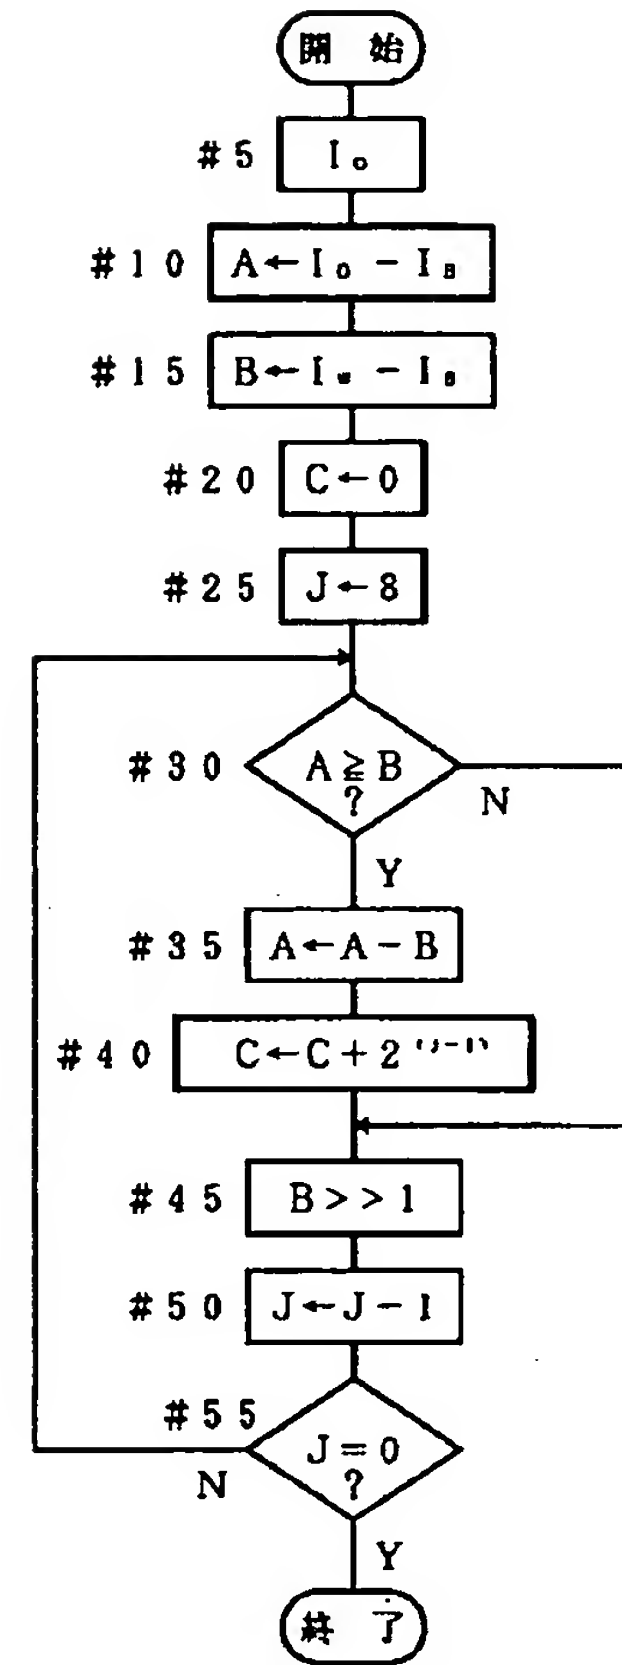 開 始
#5 I₀
#10 A←I₀－I_B
#15 B←I_W－I_B
#20 C←0
#25 J←8
#30 A≧B
?
N
Y
#35 A←A－B
#40 C←C＋2^(J－1)
#45 B>>1
#50 J←J－1
#55 J＝0
?
N
Y
終 了